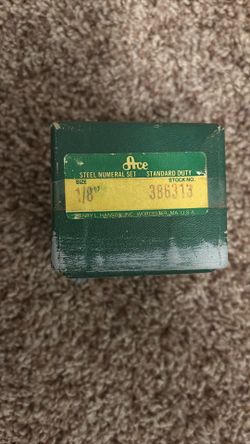 Ace
STEEL NUMERAL SET STANDARD DUTY
SIZE STOCK NO.
1/8" 386313
HENRY L. HANSON INC. WORCESTER, MA. U.S.A.